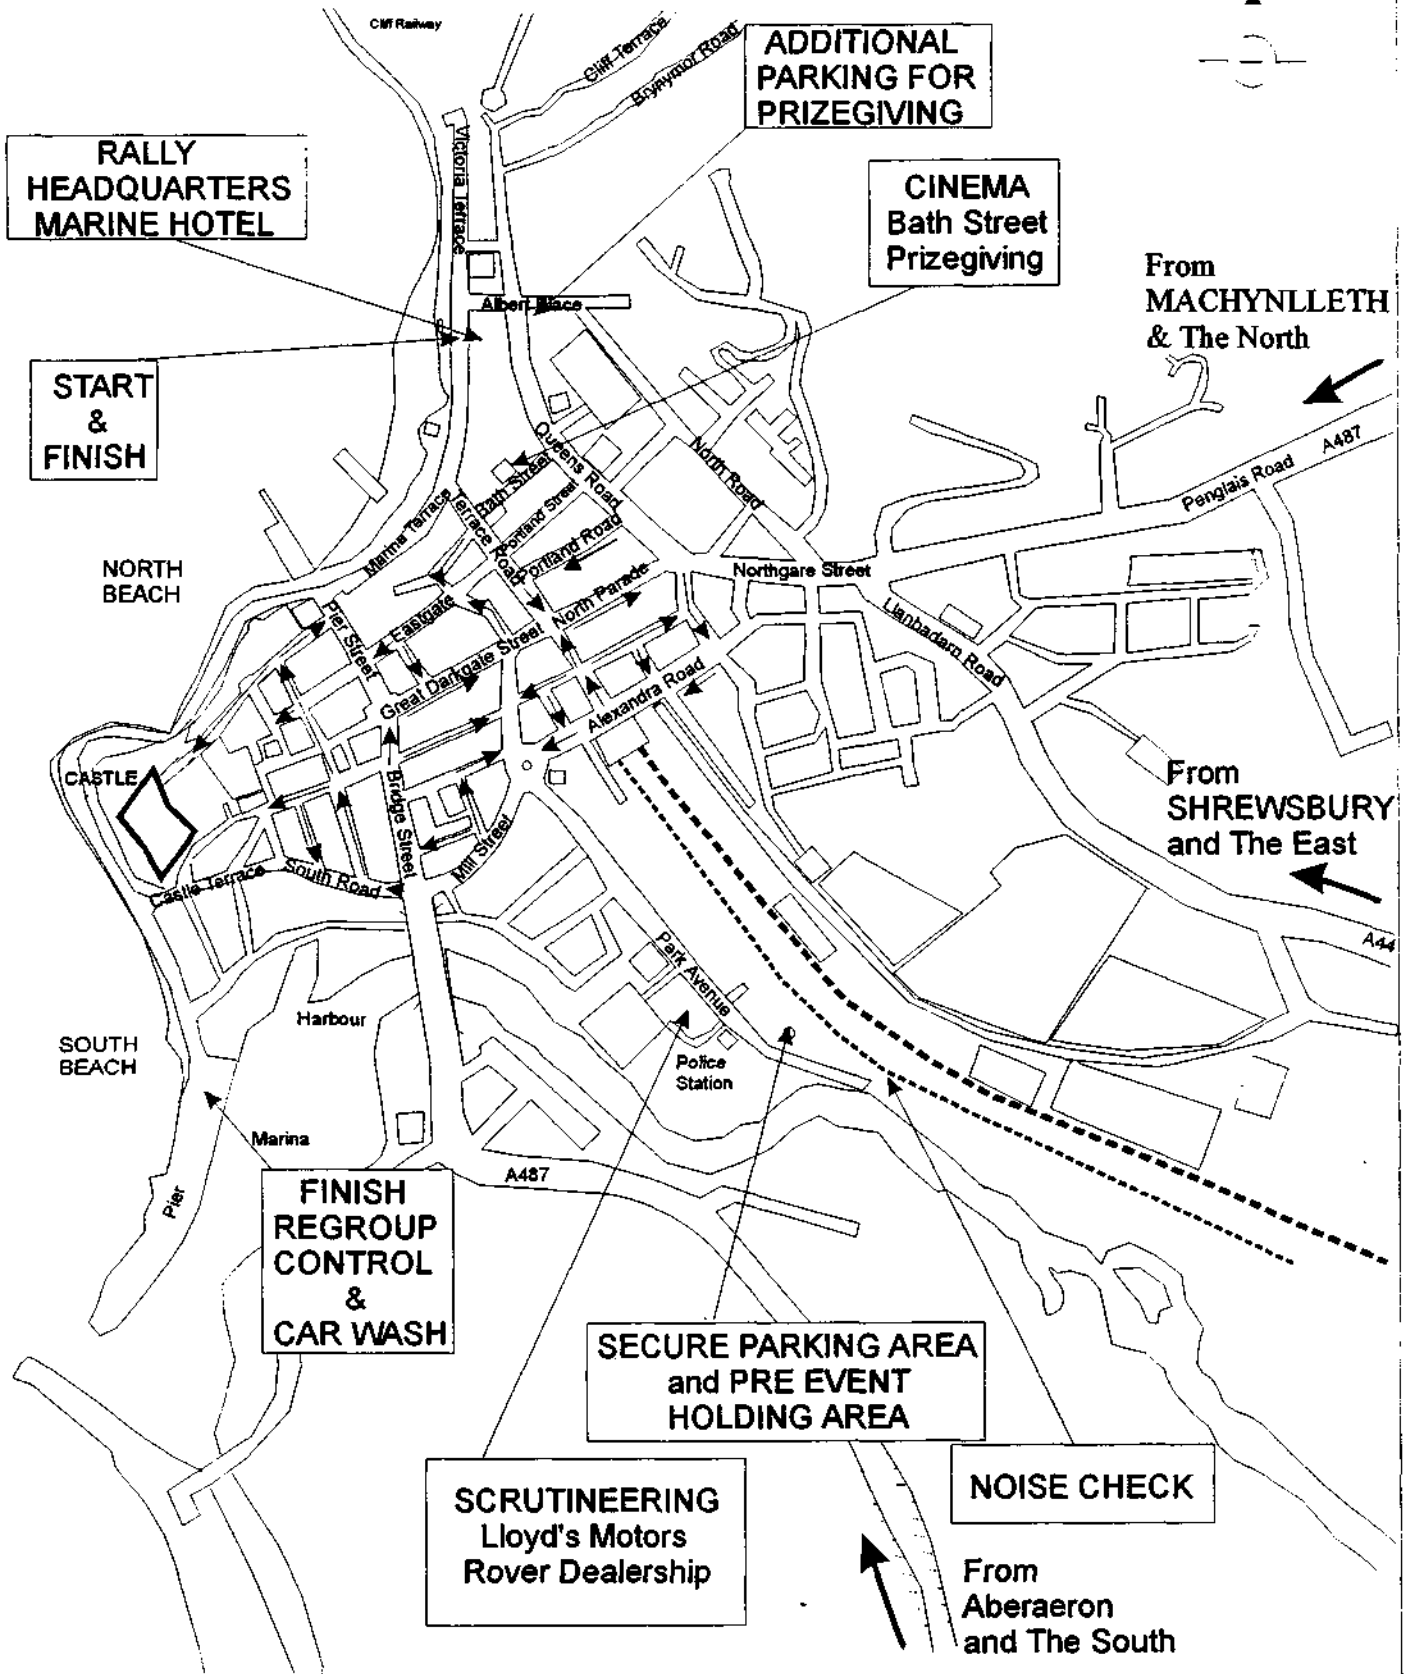 Cliff Railway
Cliff Terrace
Brynymor Road
ADDITIONAL
PARKING FOR
PRIZEGIVING
RALLY
HEADQUARTERS
MARINE HOTEL
Victoria Terrace
CINEMA
Bath Street
Prizegiving
From
MACHYNLLETH
& The North
Albert Place
START
&
FINISH
A487
Penglais Road
Queens Road
North Road
Bath Street
Portland Street
Portland Road
Marine Terrace
Terrace Road
NORTH
BEACH
Northgare Street
North Parade
Pier Street
Eastgate
Great Darkgate Street
Llanbadarn Road
Alexandra Road
CASTLE
Bridge Street
Mill Street
From
SHREWSBURY
and The East
Castle Terrace
South Road
A44
Park Avenue
Harbour
SOUTH
BEACH
Police
Station
Marina
Pier
A487
FINISH
REGROUP
CONTROL
&
CAR WASH
SECURE PARKING AREA
and PRE EVENT
HOLDING AREA
NOISE CHECK
SCRUTINEERING
Lloyd's Motors
Rover Dealership
From
Aberaeron
and The South